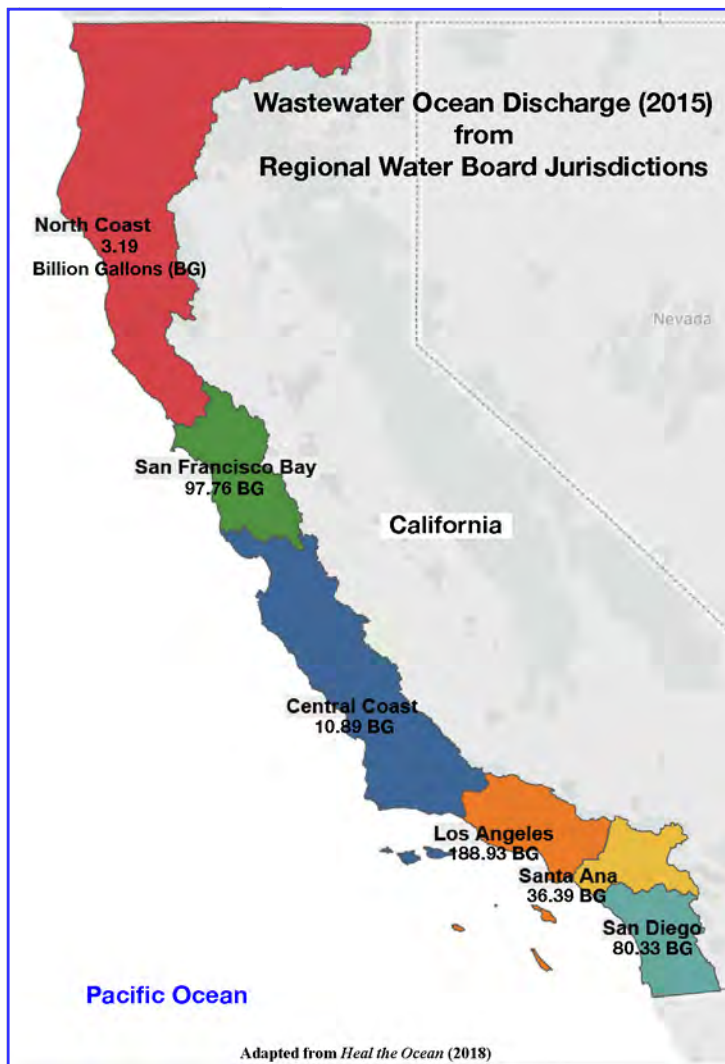 Wastewater Ocean Discharge (2015)
from
Regional Water Board Jurisdictions
North Coast
3.19
Billion Gallons (BG)
Nevada
San Francisco Bay
97.76 BG
California
Central Coast
10.89 BG
Los Angeles
188.93 BG
Santa Ana
36.39 BG
San Diego
80.33 BG
Pacific Ocean
Adapted from Heal the Ocean (2018)